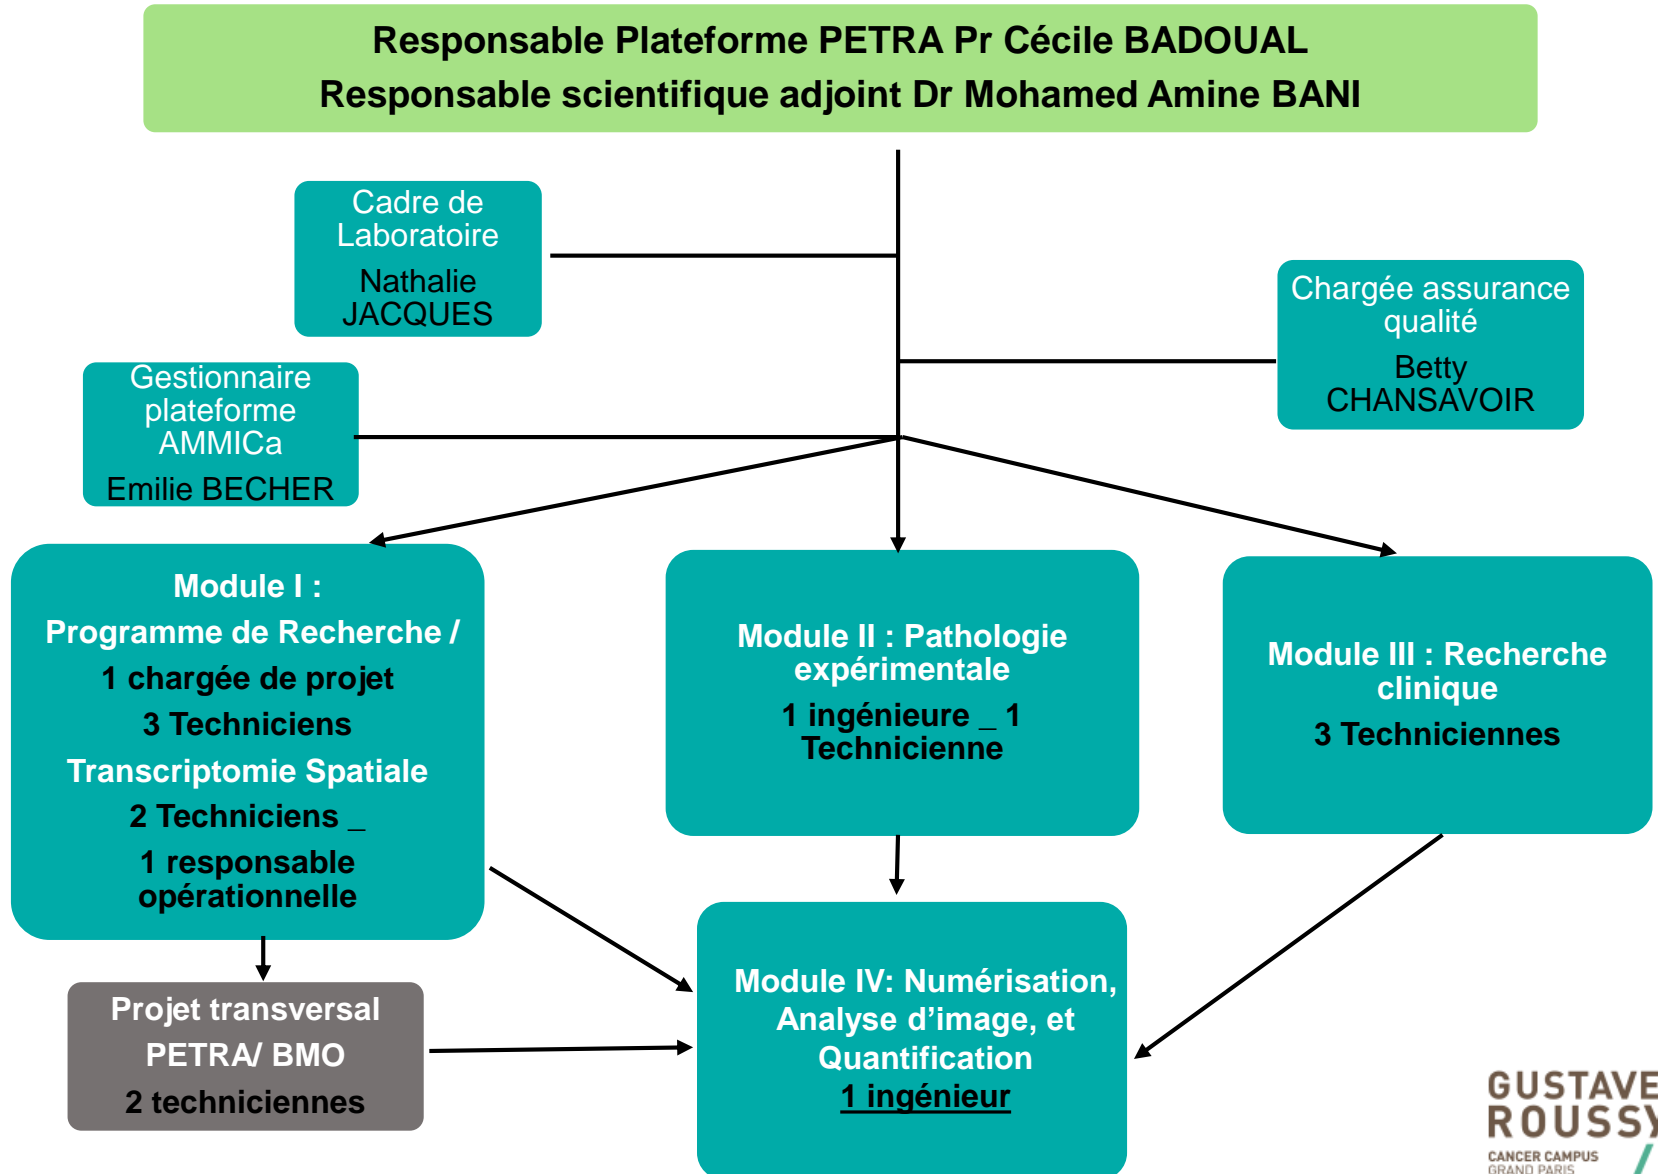 Responsable Plateforme PETRA Pr Cécile BADOUAL
Responsable scientifique adjoint Dr Mohamed Amine BANI
Cadre de
Laboratoire
Nathalie
JACQUES
Chargée assurance
qualité
Betty
CHANSAVOIR
Gestionnaire
plateforme
AMMICa
Emilie BECHER
Module I :
Programme de Recherche /
1 chargée de projet
3 Techniciens
Transcriptomie Spatiale
2 Techniciens _
1 responsable
opérationnelle
Module II : Pathologie
expérimentale
1 ingénieure _ 1
Technicienne
Module III : Recherche
clinique
3 Techniciennes
Projet transversal
PETRA/ BMO
2 techniciennes
Module IV: Numérisation,
Analyse d’image, et
Quantification
1 ingénieur
GUSTAVE
ROUSSY
CANCER CAMPUS
GRAND PARIS